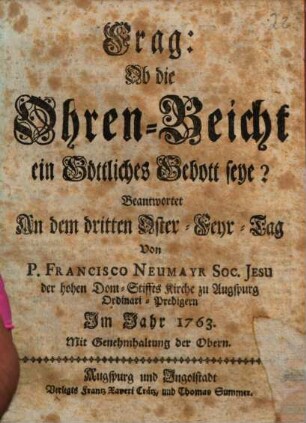 Frag:
Ob die
Ohren-Beicht
ein Göttliches Gebott seye?
Beantwortet
An dem dritten Oster-Feyr-Tag
Von
P. FRANCISCO NEUMAYR SOC. JESU
der hohen Dom-Stiffts Kirche zu Augspurg
Ordinari-Predigern
Im Jahr 1763.
Mit Genehmhaltung der Obern.
Augspurg und Ingolstadt
Verlegts Frantz Xaveri Crätz, und Thomas Summer.